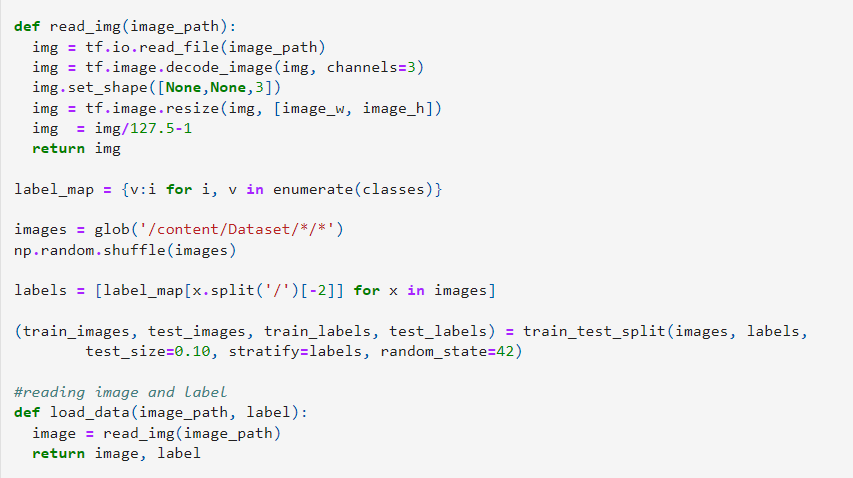 def read_img(image_path):
  img = tf.io.read_file(image_path)
  img = tf.image.decode_image(img, channels=3)
  img.set_shape([None,None,3])
  img = tf.image.resize(img, [image_w, image_h])
  img  = img/127.5-1
  return img

label_map = {v:i for i, v in enumerate(classes)}

images = glob('/content/Dataset/*/*')
np.random.shuffle(images)

labels = [label_map[x.split('/')[-2]] for x in images]

(train_images, test_images, train_labels, test_labels) = train_test_split(images, labels,
        test_size=0.10, stratify=labels, random_state=42)

#reading image and label
def load_data(image_path, label):
  image = read_img(image_path)
  return image, label